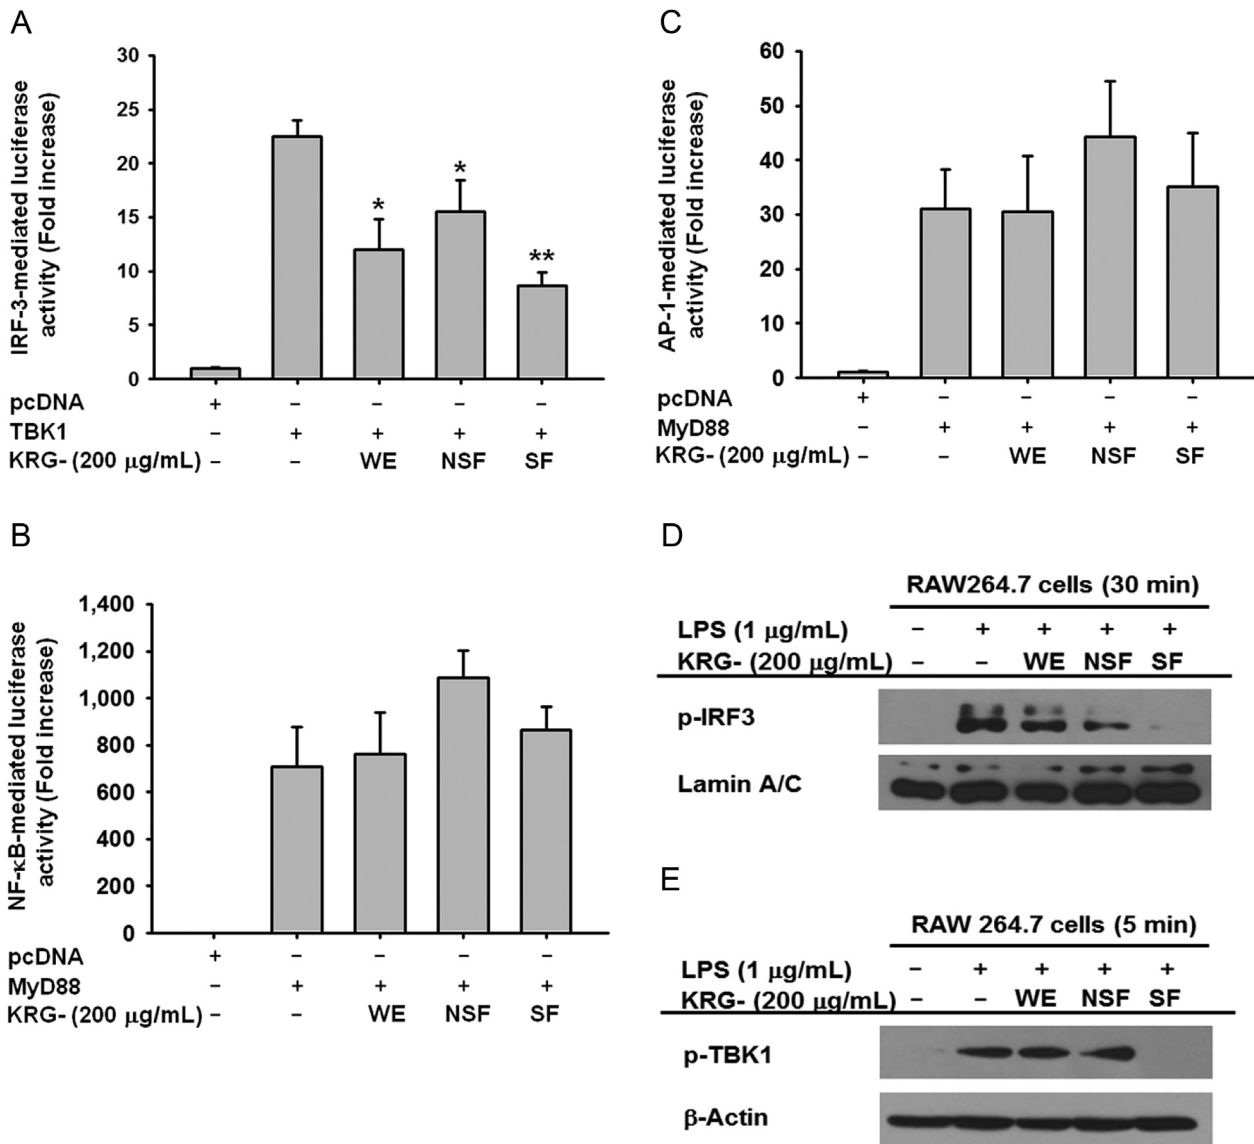 A
IRF-3-mediated luciferase
activity (Fold increase)
30
25
20
15
10
5
0
*
*
**
pcDNA + – – – –
TBK1 – + + + +
KRG- (200 μg/mL) – – WE NSF SF
C
AP-1-mediated luciferase
activity (Fold increase)
60
50
40
30
20
10
0
pcDNA + – – – –
MyD88 – + + + +
KRG- (200 μg/mL) – – WE NSF SF
B
NF-κB-mediated luciferase
activity (Fold increase)
1,400
1,200
1,000
800
600
400
200
0
pcDNA + – – – –
MyD88 – + + + +
KRG- (200 μg/mL) – – WE NSF SF
D
RAW264.7 cells (30 min)
LPS (1 μg/mL) – + + + +
KRG- (200 μg/mL) – – WE NSF SF
p-IRF3
Lamin A/C
E
RAW 264.7 cells (5 min)
LPS (1 μg/mL) – + + + +
KRG- (200 μg/mL) – – WE NSF SF
p-TBK1
β-Actin